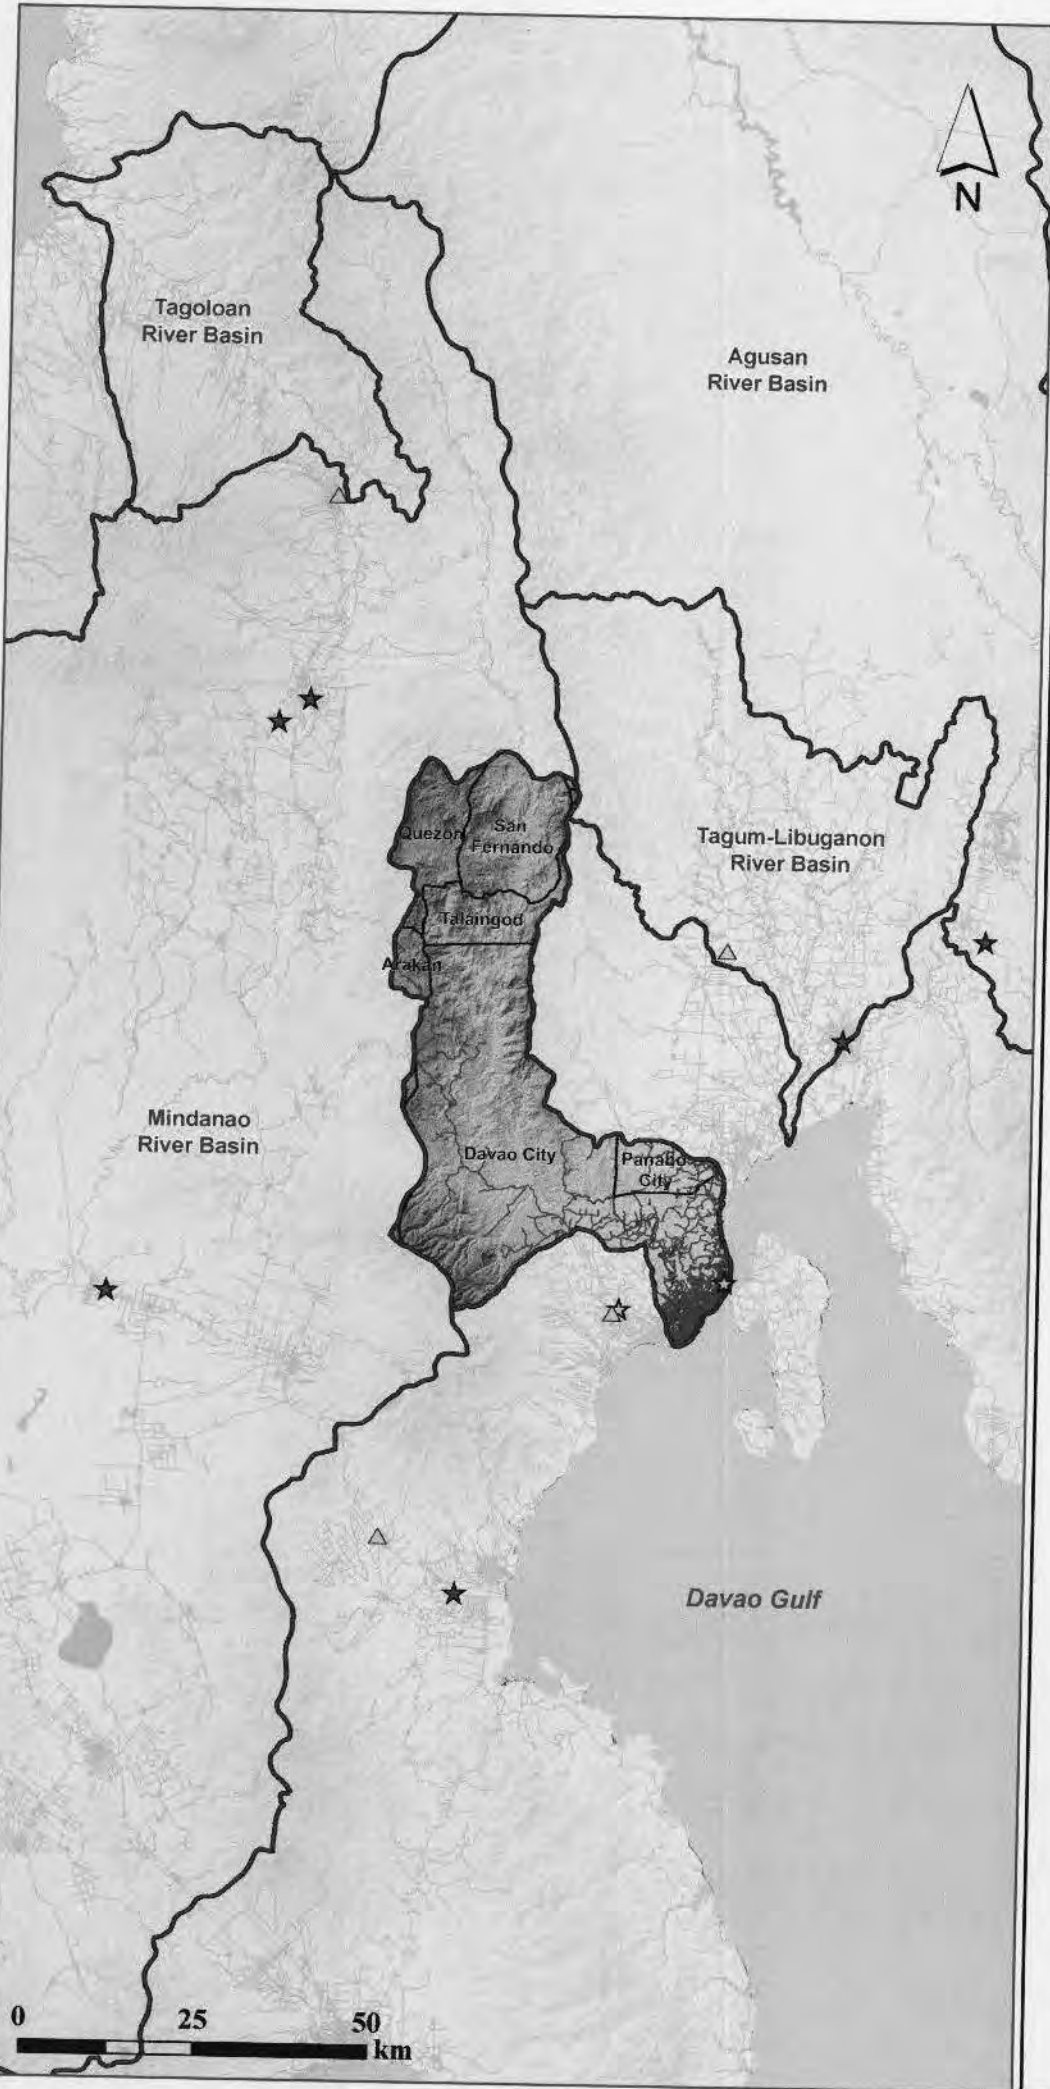 N
Tagoloan
River Basin
Agusan
River Basin
Quezon
San
Fernando
Tagum-Libuganon
River Basin
Talaingod
Arakan
Mindanao
River Basin
Davao City
Panabo
City
Davao Gulf
0 25 50
km